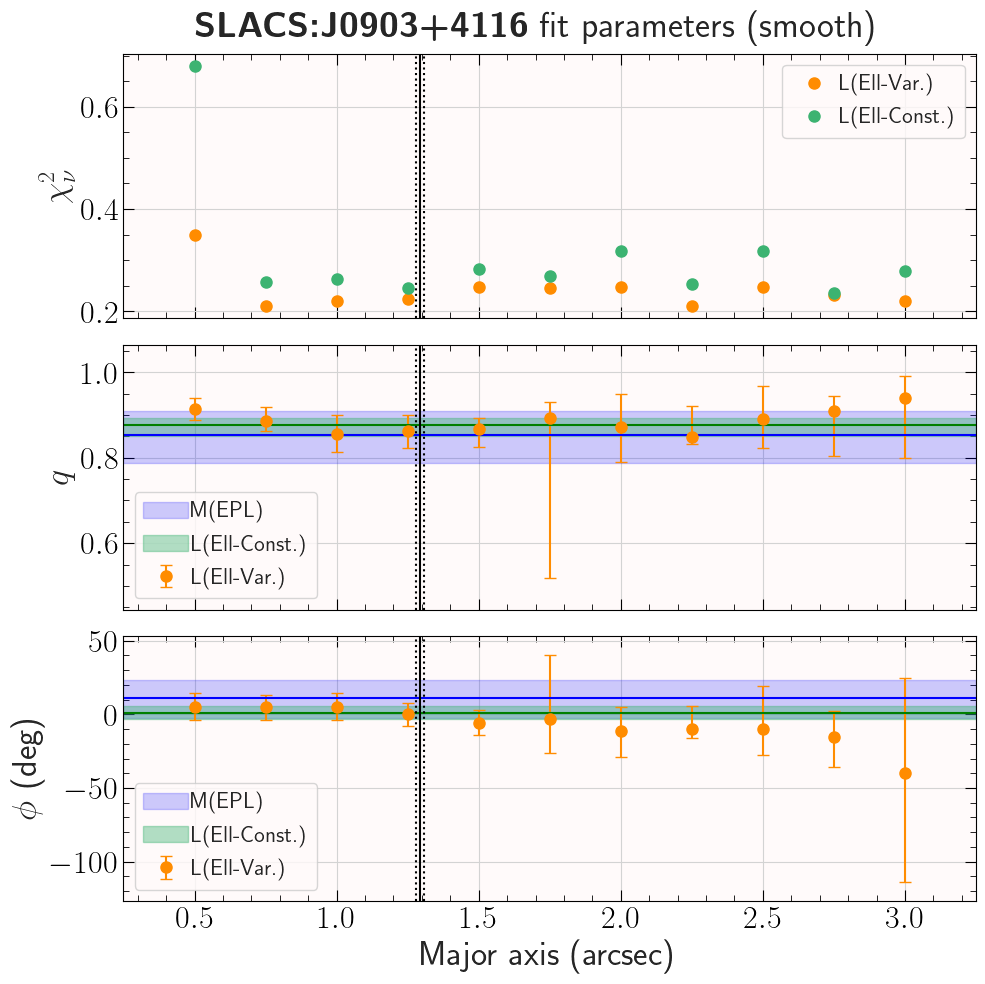 SLACS:J0903+4116 fit parameters (smooth)
L(Ell-Var.)
L(Ell-Const.)
0.6
0.4
0.2
χ²ᵥ
1.0
0.8
0.6
q
M(EPL)
L(Ell-Const.)
L(Ell-Var.)
50
0
−50
−100
ϕ (deg)
M(EPL)
L(Ell-Const.)
L(Ell-Var.)
0.5 1.0 1.5 2.0 2.5 3.0
Major axis (arcsec)